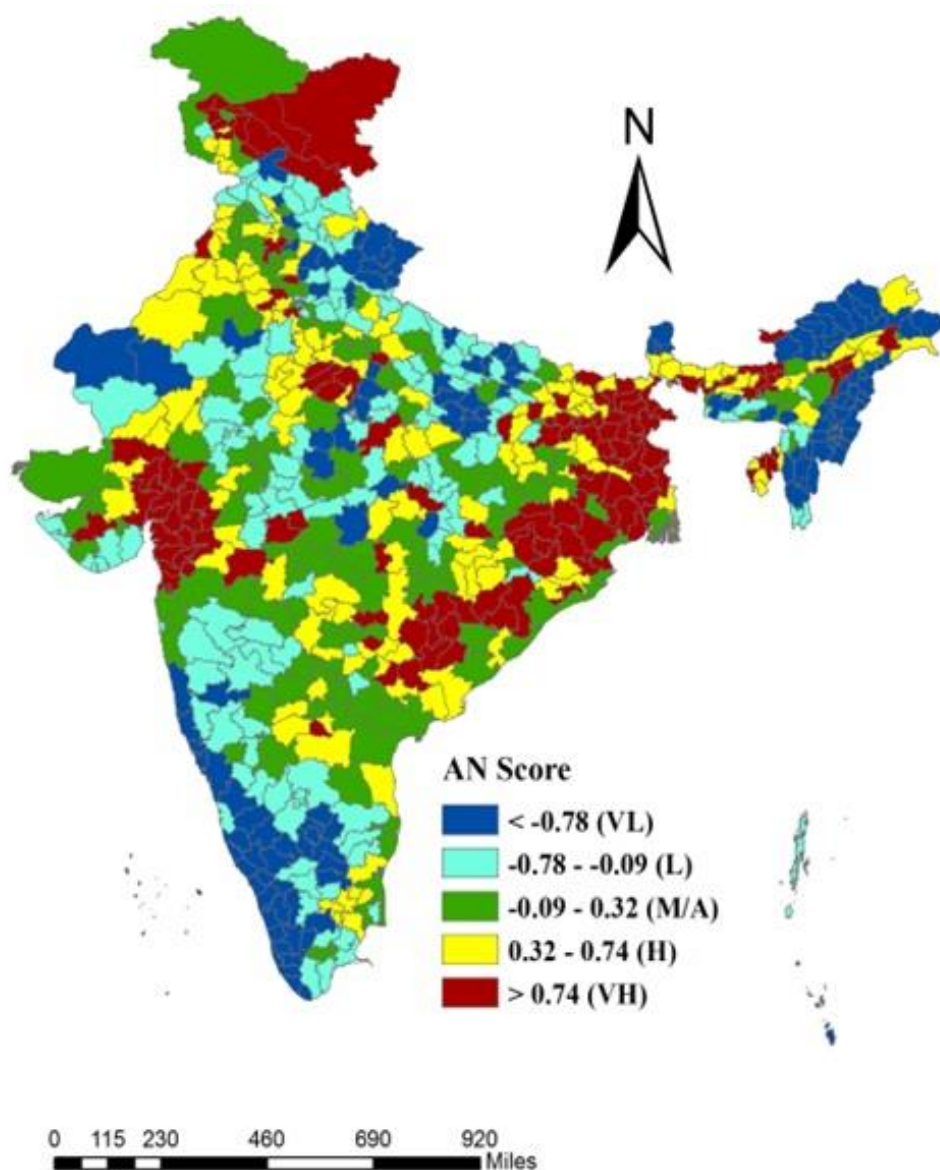 N
AN Score
< -0.78 (VL)
-0.78 - -0.09 (L)
-0.09 - 0.32 (M/A)
0.32 - 0.74 (H)
> 0.74 (VH)
0 115 230 460 690 920
Miles